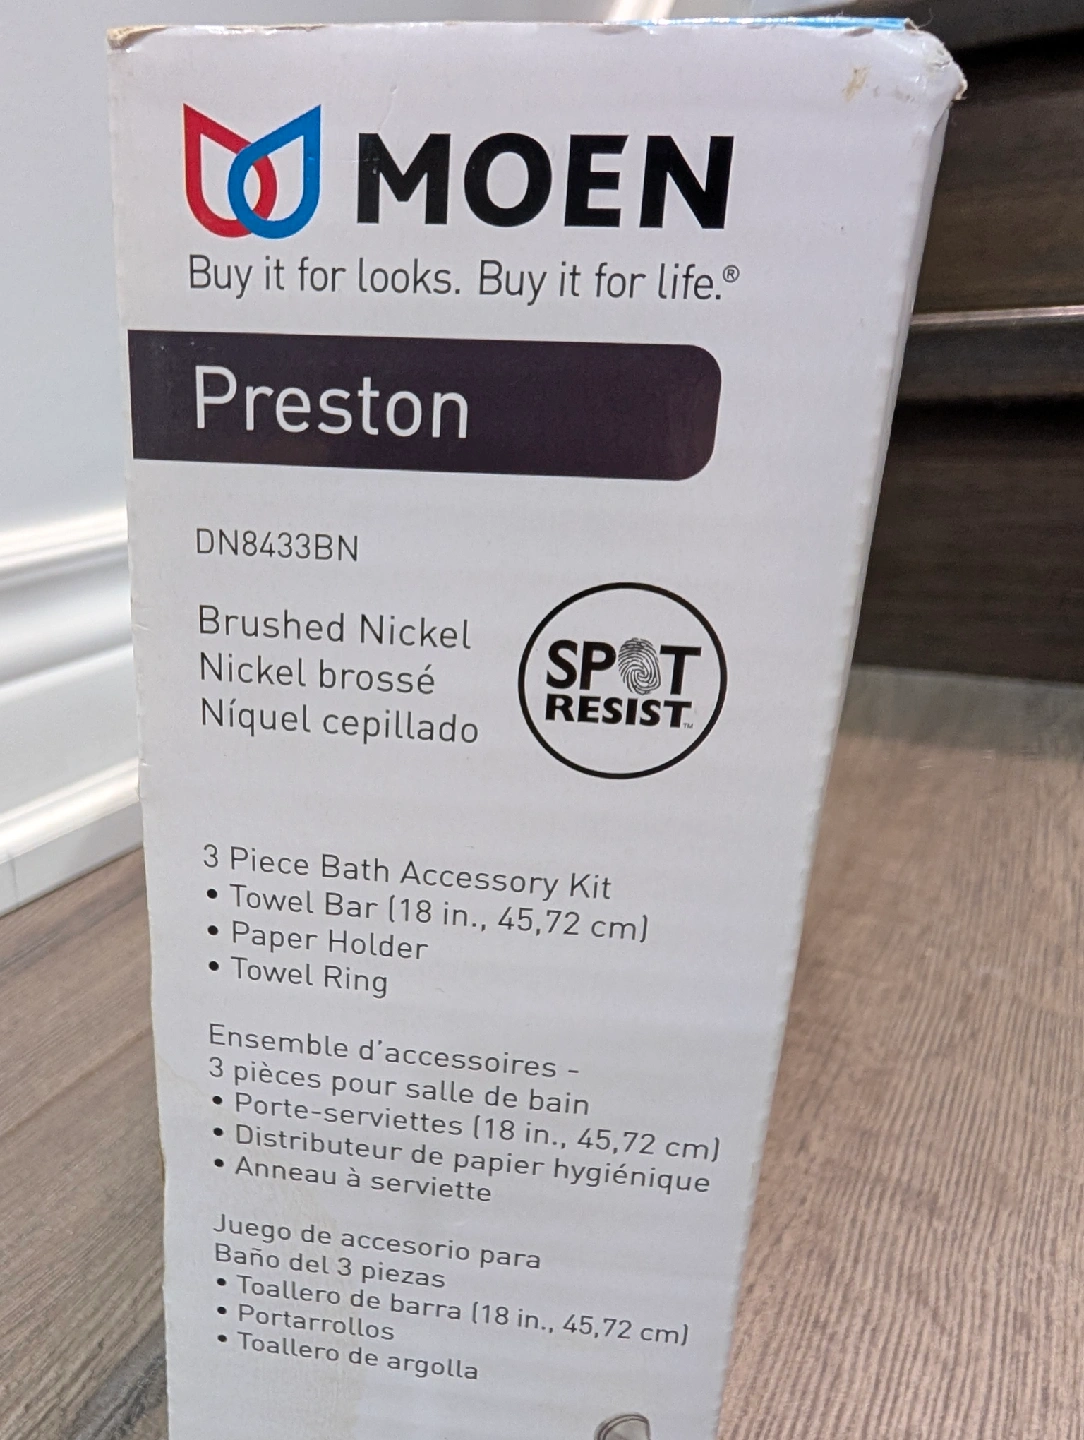 MOEN
Buy it for looks. Buy it for life.®
Preston
DN8433BN
Brushed Nickel
Nickel brossé
Níquel cepillado
SPOT
RESIST™
3 Piece Bath Accessory Kit
• Towel Bar (18 in., 45,72 cm)
• Paper Holder
• Towel Ring
Ensemble d'accessoires -
3 pièces pour salle de bain
• Porte-serviettes (18 in., 45,72 cm)
• Distributeur de papier hygiénique
• Anneau à serviette
Juego de accesorio para
Baño del 3 piezas
• Toallero de barra (18 in., 45,72 cm)
• Portarrollos
• Toallero de argolla